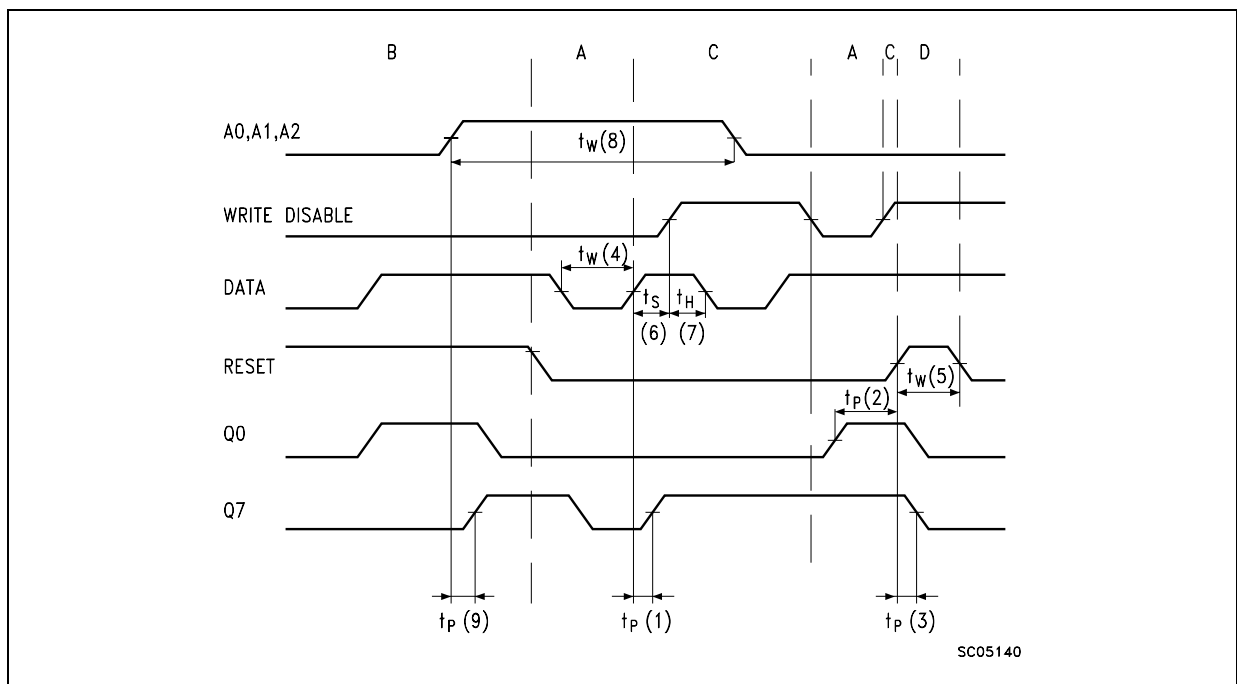 B A C A C D
A0,A1,A2
tW(8)
WRITE DISABLE
tW(4)
DATA
tS tH
(6) (7)
RESET
tW(5)
tP(2)
Q0
Q7
tP(9) tP(1) tP(3)
SC05140